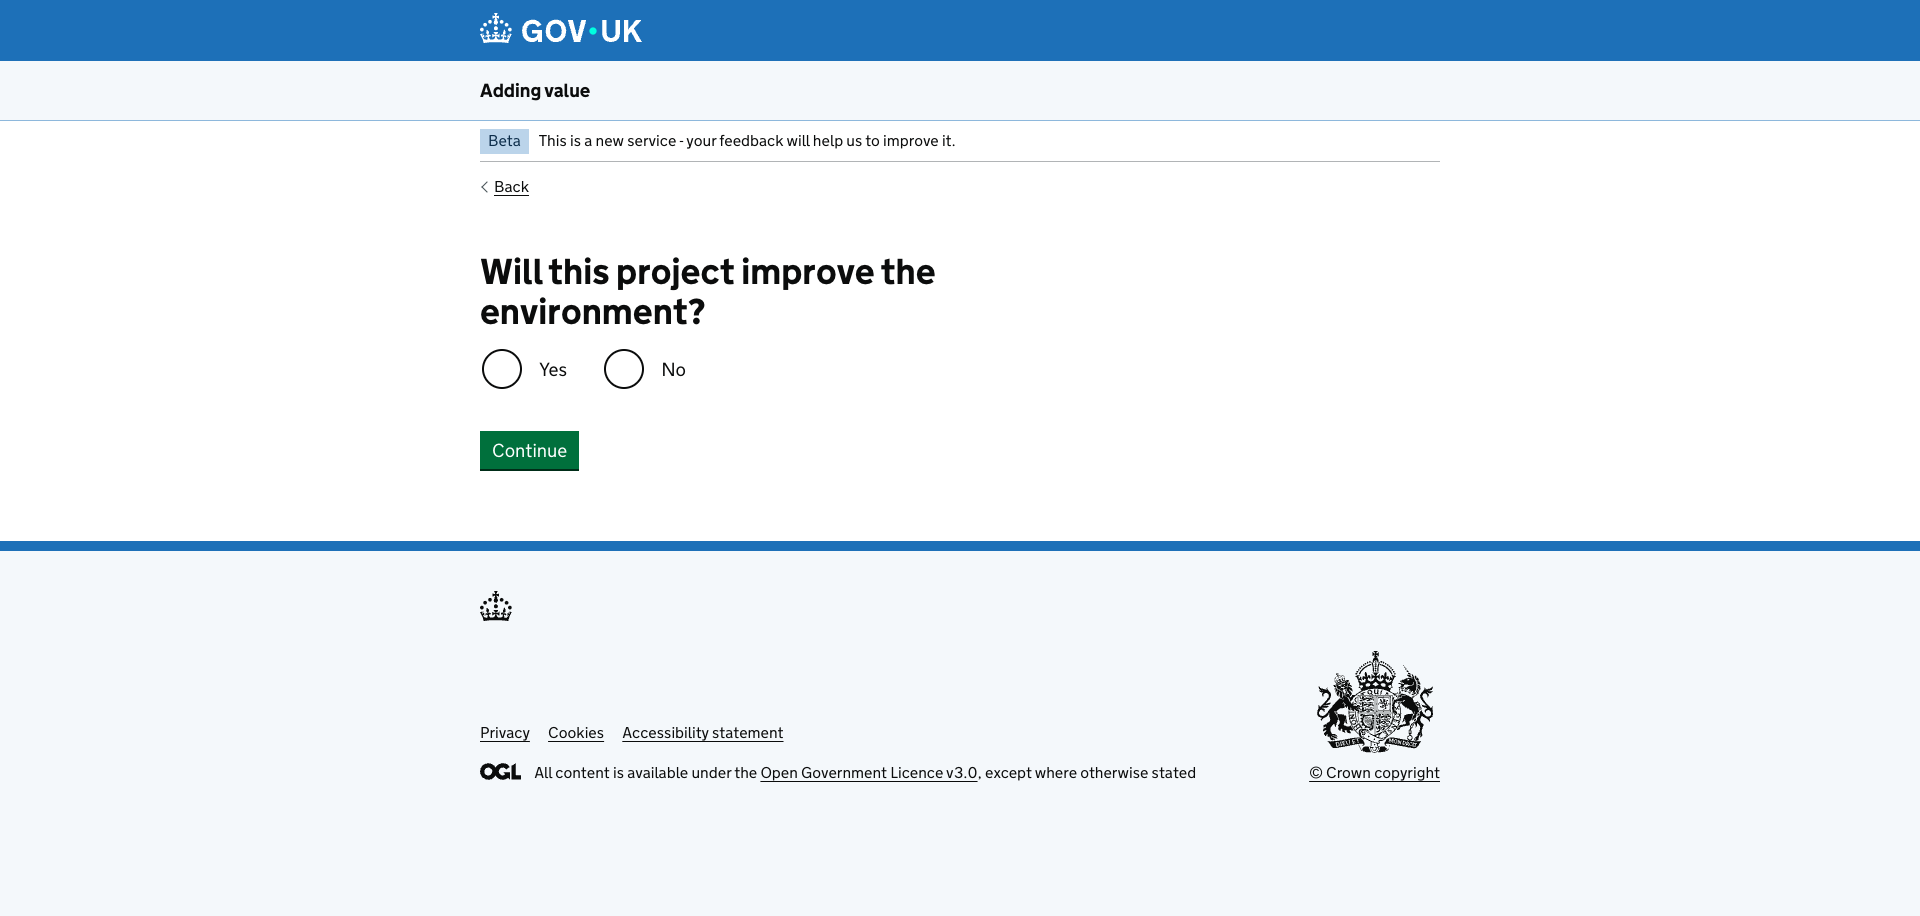 GOV·UK
Adding value
Beta This is a new service - your feedback will help us to improve it.
Back
Will this project improve the
environment?
Yes No
Continue
Privacy Cookies Accessibility statement
OGL All content is available under the Open Government Licence v3.0, except where otherwise stated
© Crown copyright